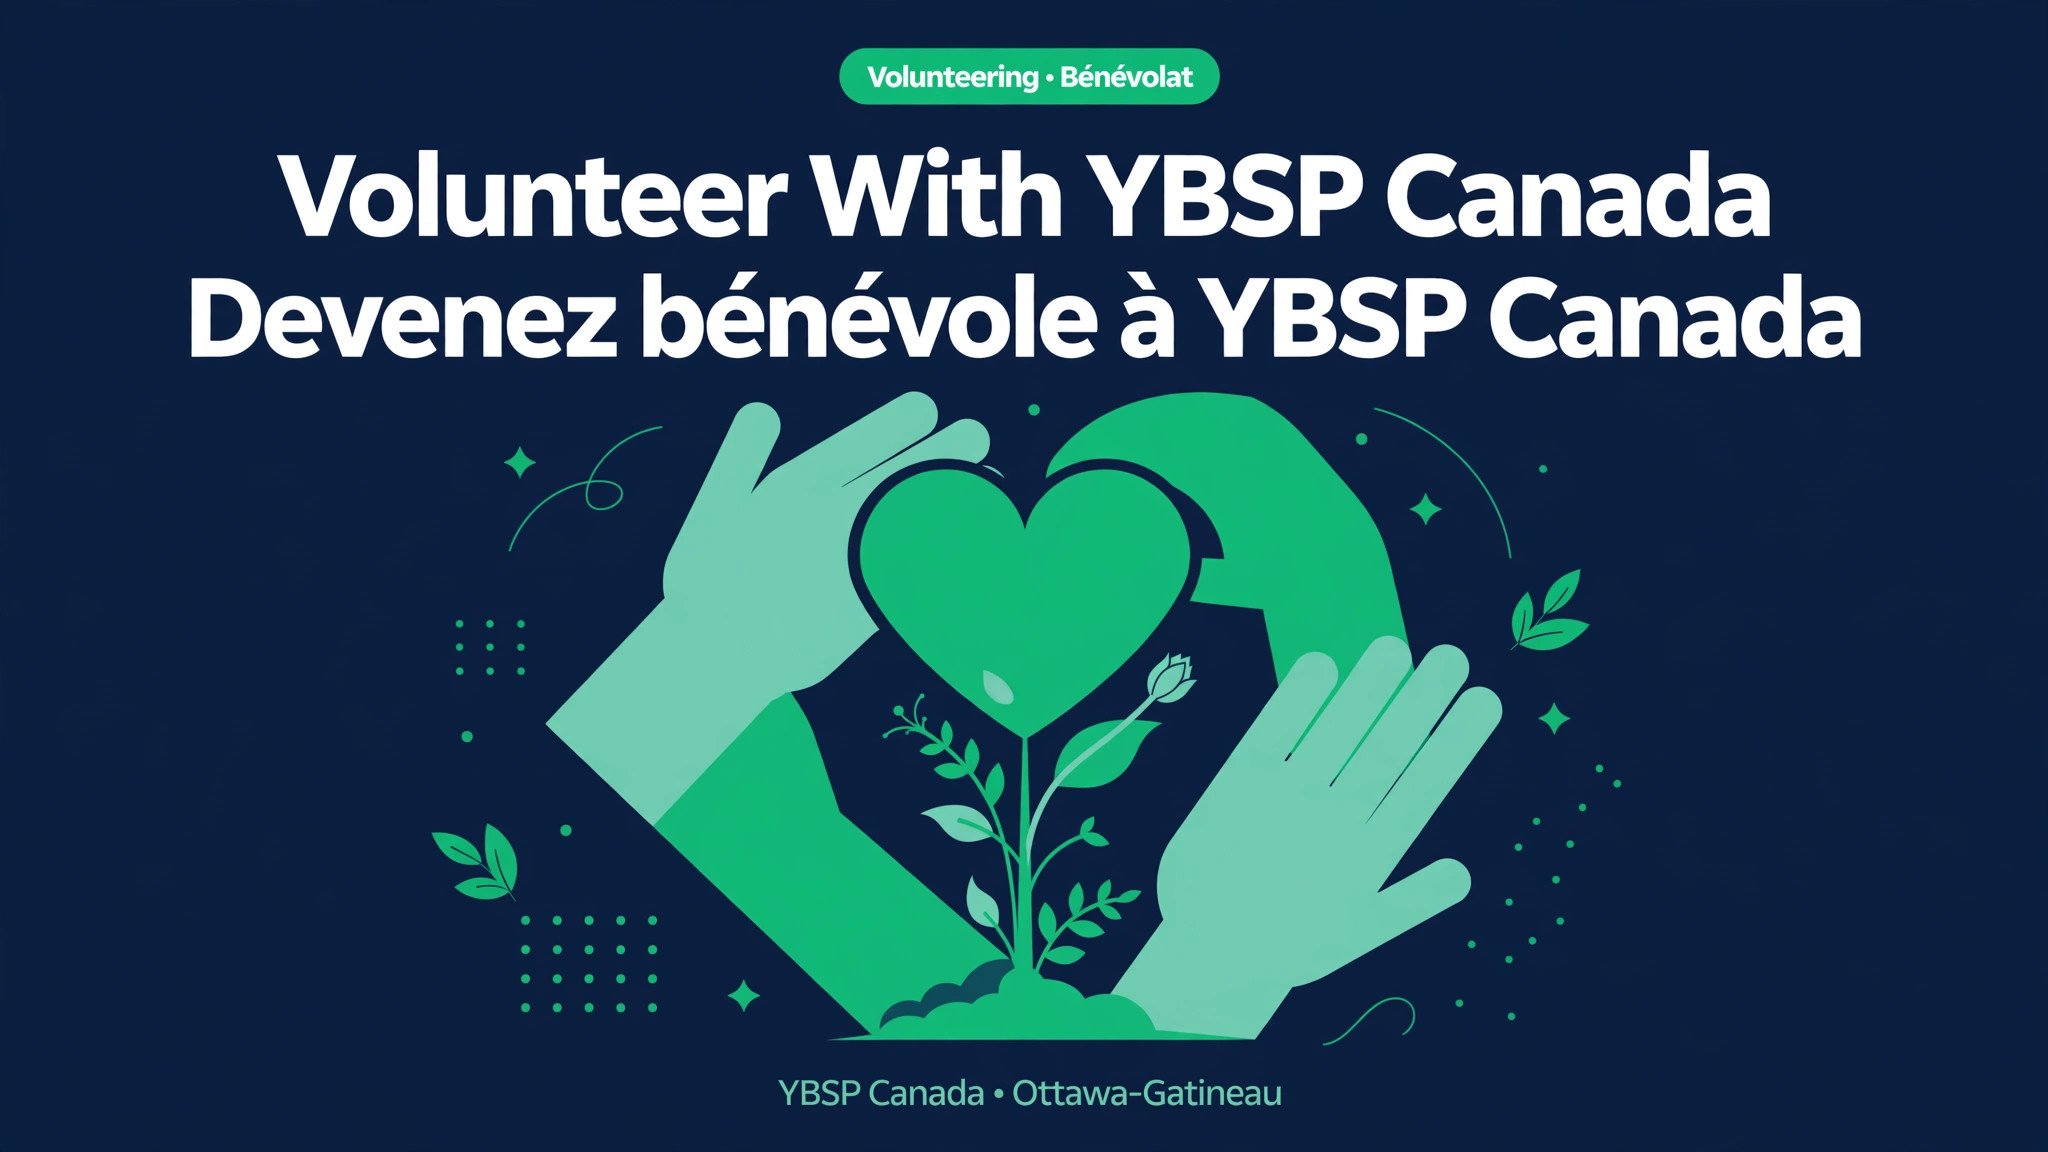 Volunteering • Bénévolat
Volunteer With YBSP Canada
Devenez bénévole à YBSP Canada
YBSP Canada • Ottawa-Gatineau